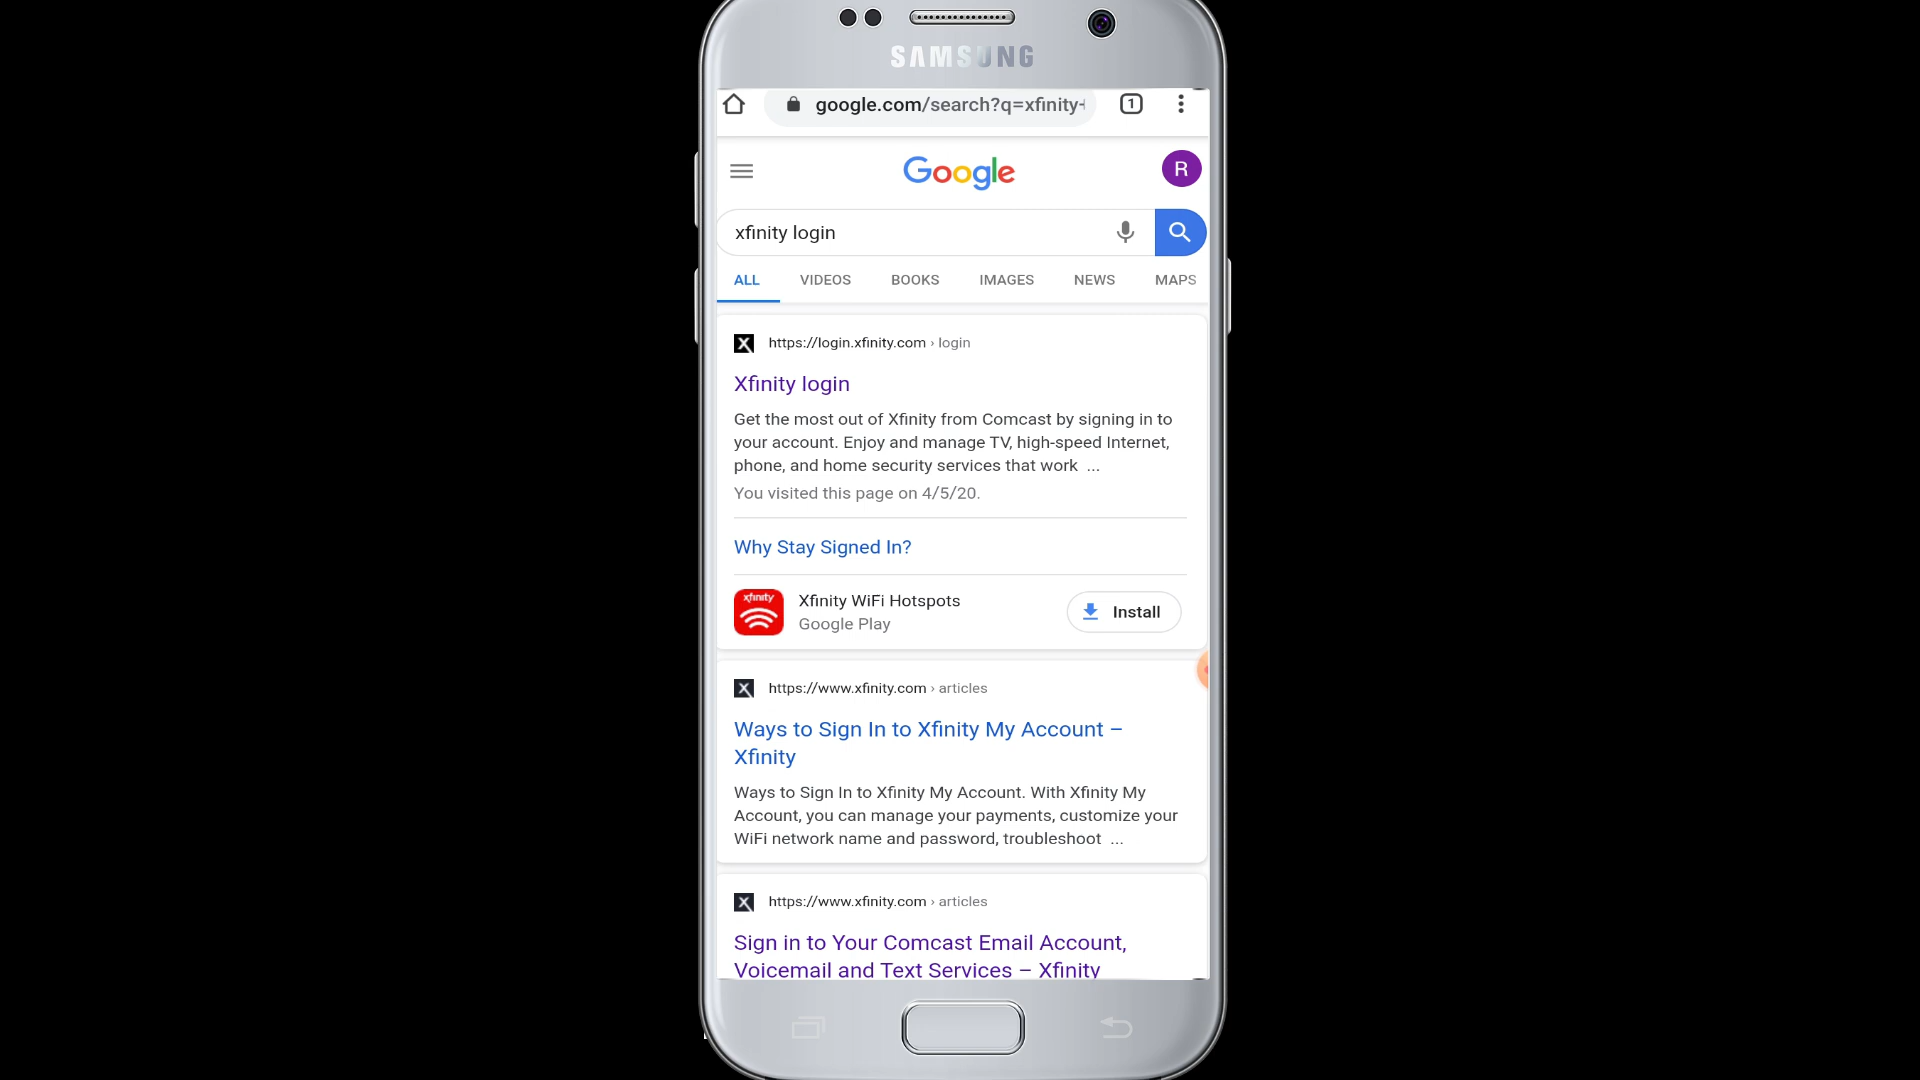 SAMSUNG
google.com/search?q=xfinity-
1
Google
R
xfinity login
ALL VIDEOS BOOKS IMAGES NEWS MAPS
https://login.xfinity.com › login
Xfinity login
Get the most out of Xfinity from Comcast by signing in to
your account. Enjoy and manage TV, high-speed Internet,
phone, and home security services that work ...
You visited this page on 4/5/20.
Why Stay Signed In?
xfinity
Xfinity WiFi Hotspots
Google Play
Install
https://www.xfinity.com › articles
Ways to Sign In to Xfinity My Account –
Xfinity
Ways to Sign In to Xfinity My Account. With Xfinity My
Account, you can manage your payments, customize your
WiFi network name and password, troubleshoot ...
https://www.xfinity.com › articles
Sign in to Your Comcast Email Account,
Voicemail and Text Services – Xfinity